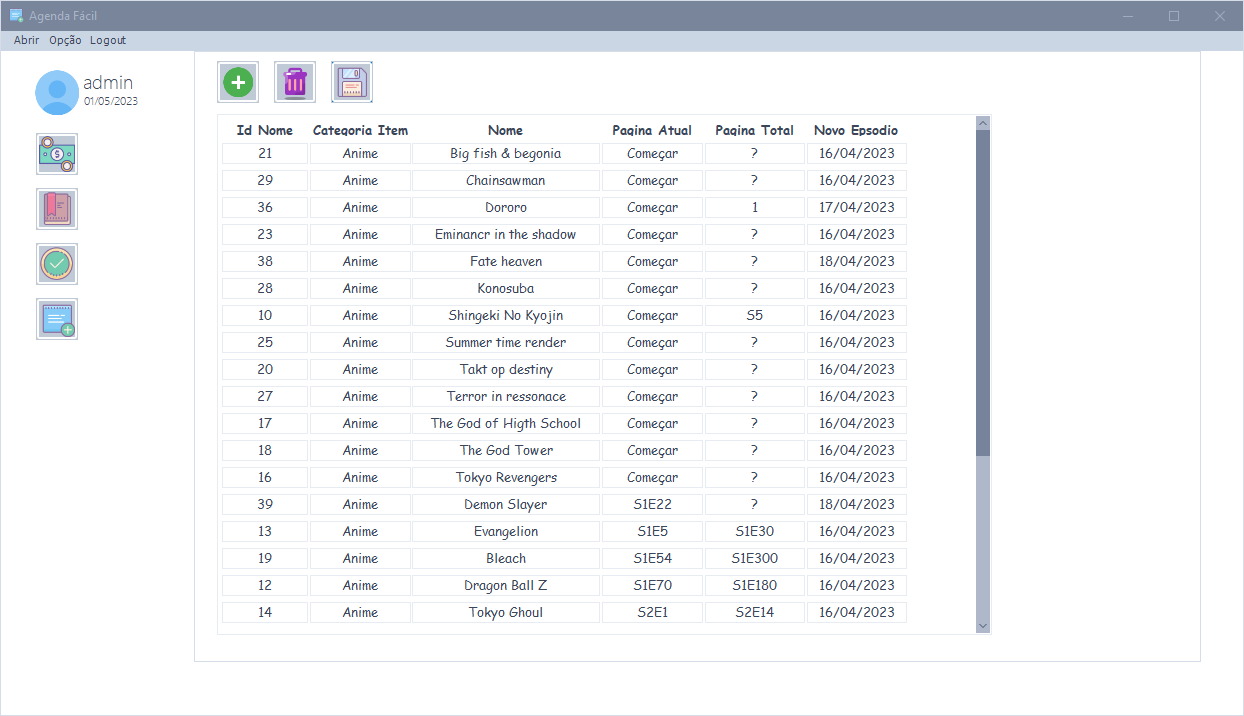 Agenda Fácil
Abrir Opção Logout
admin
01/05/2023
Id Nome Categoria Item Nome Pagina Atual Pagina Total Novo Epsodio
21 Anime Big fish & begonia Começar ? 16/04/2023
29 Anime Chainsawman Começar ? 16/04/2023
36 Anime Dororo Começar 1 17/04/2023
23 Anime Eminancr in the shadow Começar ? 16/04/2023
38 Anime Fate heaven Começar ? 18/04/2023
28 Anime Konosuba Começar ? 16/04/2023
10 Anime Shingeki No Kyojin Começar S5 16/04/2023
25 Anime Summer time render Começar ? 16/04/2023
20 Anime Takt op destiny Começar ? 16/04/2023
27 Anime Terror in ressonace Começar ? 16/04/2023
17 Anime The God of Higth School Começar ? 16/04/2023
18 Anime The God Tower Começar ? 16/04/2023
16 Anime Tokyo Revengers Começar ? 16/04/2023
39 Anime Demon Slayer S1E22 ? 18/04/2023
13 Anime Evangelion S1E5 S1E30 16/04/2023
19 Anime Bleach S1E54 S1E300 16/04/2023
12 Anime Dragon Ball Z S1E70 S1E180 16/04/2023
14 Anime Tokyo Ghoul S2E1 S2E14 16/04/2023